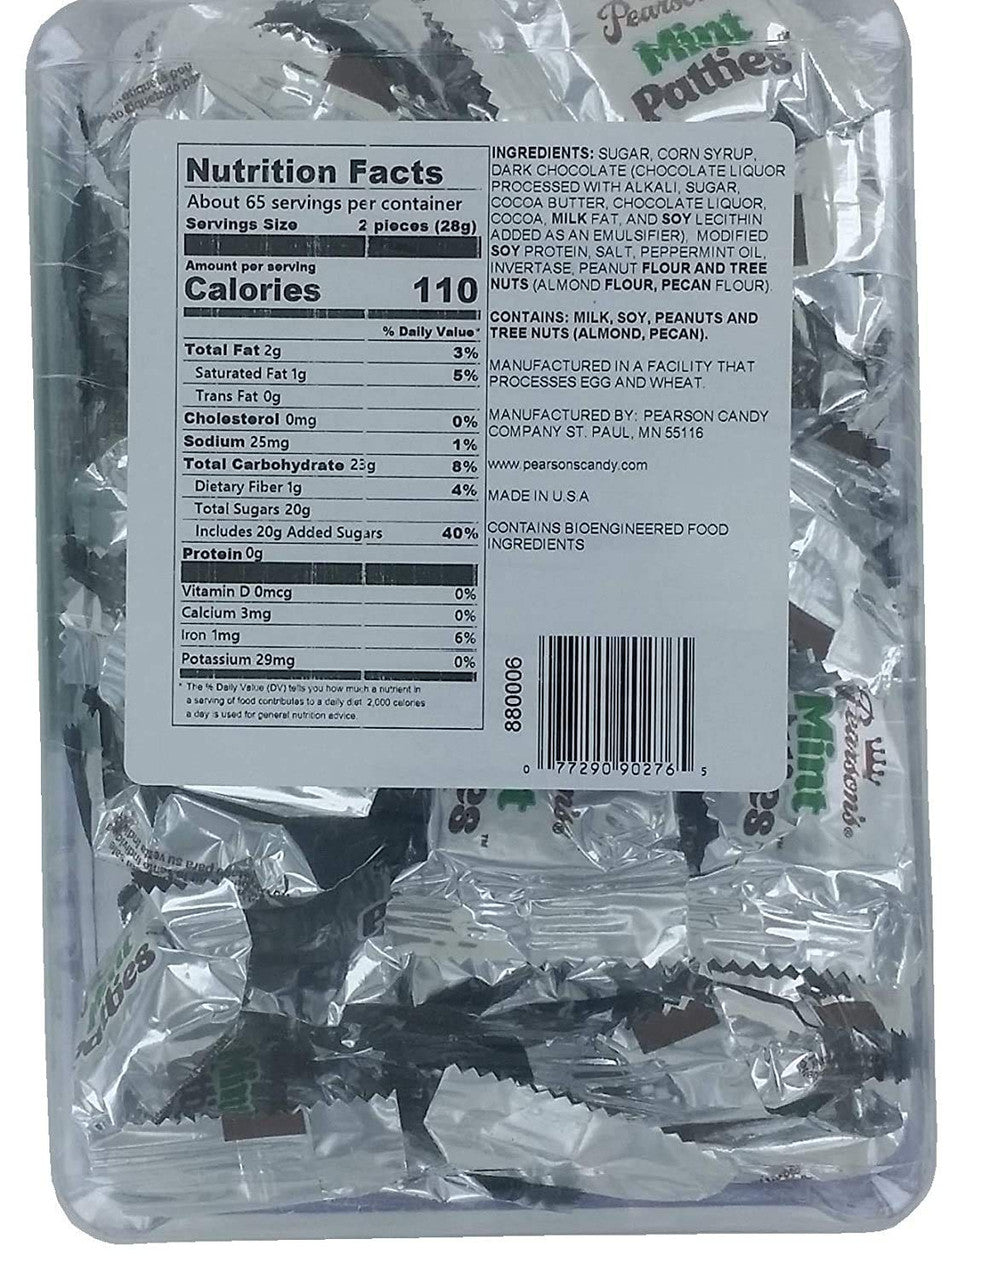 Pearson's
Mint
Patties
Nutrition Facts
About 65 servings per container
Servings Size 2 pieces (28g)
Amount per serving
Calories 110
% Daily Value*
Total Fat 2g 3%
Saturated Fat 1g 5%
Trans Fat 0g
Cholesterol 0mg 0%
Sodium 25mg 1%
Total Carbohydrate 23g 8%
Dietary Fiber 1g 4%
Total Sugars 20g
Includes 20g Added Sugars 40%
Protein 0g
Vitamin D 0mcg 0%
Calcium 3mg 0%
Iron 1mg 6%
Potassium 29mg 0%
* The % Daily Value (DV) tells you how much a nutrient in
a serving of food contributes to a daily diet 2,000 calories
a day is used for general nutrition advice.
INGREDIENTS: SUGAR, CORN SYRUP,
DARK CHOCOLATE (CHOCOLATE LIQUOR
PROCESSED WITH ALKALI, SUGAR,
COCOA BUTTER, CHOCOLATE LIQUOR,
COCOA, MILK FAT, AND SOY LECITHIN
ADDED AS AN EMULSIFIER), MODIFIED
SOY PROTEIN, SALT, PEPPERMINT OIL,
INVERTASE, PEANUT FLOUR AND TREE
NUTS (ALMOND FLOUR, PECAN FLOUR).
CONTAINS: MILK, SOY, PEANUTS AND
TREE NUTS (ALMOND, PECAN).
MANUFACTURED IN A FACILITY THAT
PROCESSES EGG AND WHEAT.
MANUFACTURED BY: PEARSON CANDY
COMPANY ST. PAUL, MN 55116
www.pearsonscandy.com
MADE IN U.S.A
CONTAINS BIOENGINEERED FOOD
INGREDIENTS
880006
0 77290 90276 5
Pearson's®
Mint
Mint